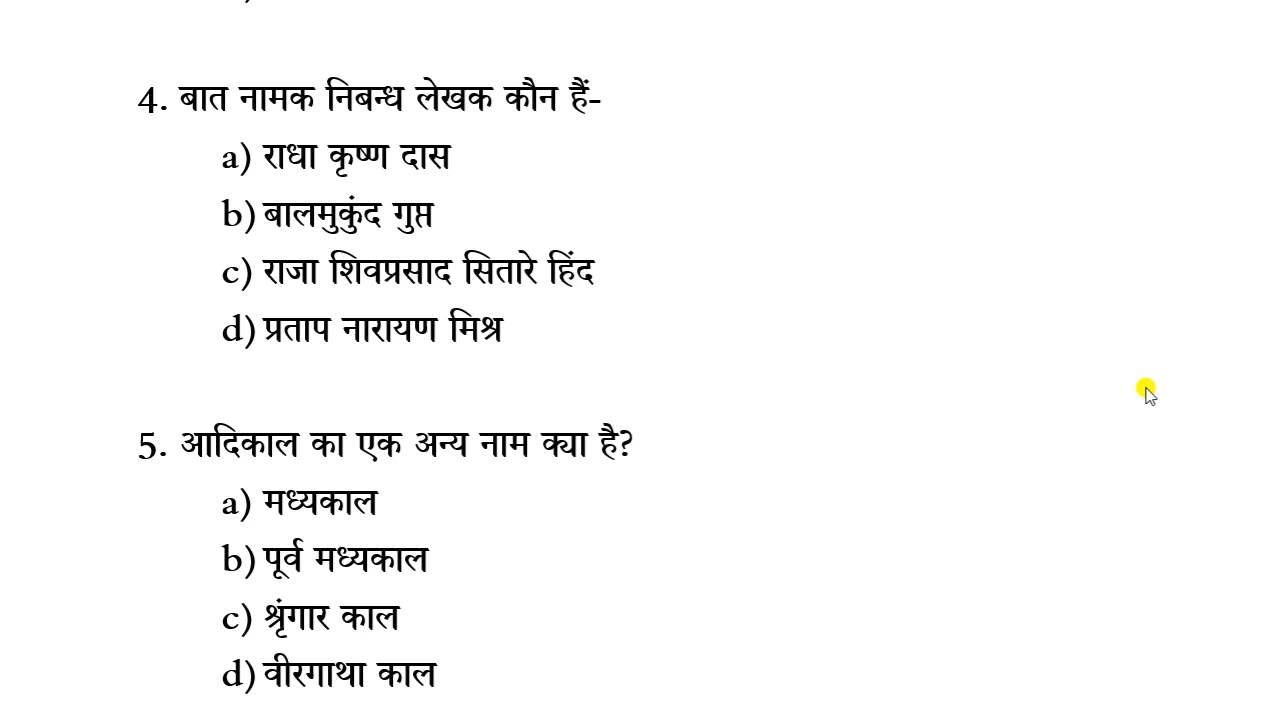 4. बात नामक निबन्ध लेखक कौन हैं-
a) राधा कृष्ण दास
b) बालमुकुंद गुप्त
c) राजा शिवप्रसाद सितारे हिंद
d) प्रताप नारायण मिश्र
5. आदिकाल का एक अन्य नाम क्या है?
a) मध्यकाल
b) पूर्व मध्यकाल
c) श्रृंगार काल
d) वीरगाथा काल